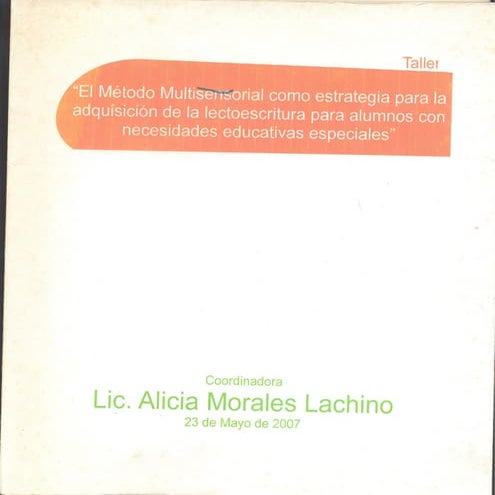 Taller
"El Método Multisensorial como estrategia para la
adquisición de la lectoescritura para alumnos con
necesidades educativas especiales"
Coordinadora
Lic. Alicia Morales Lachino
23 de Mayo de 2007